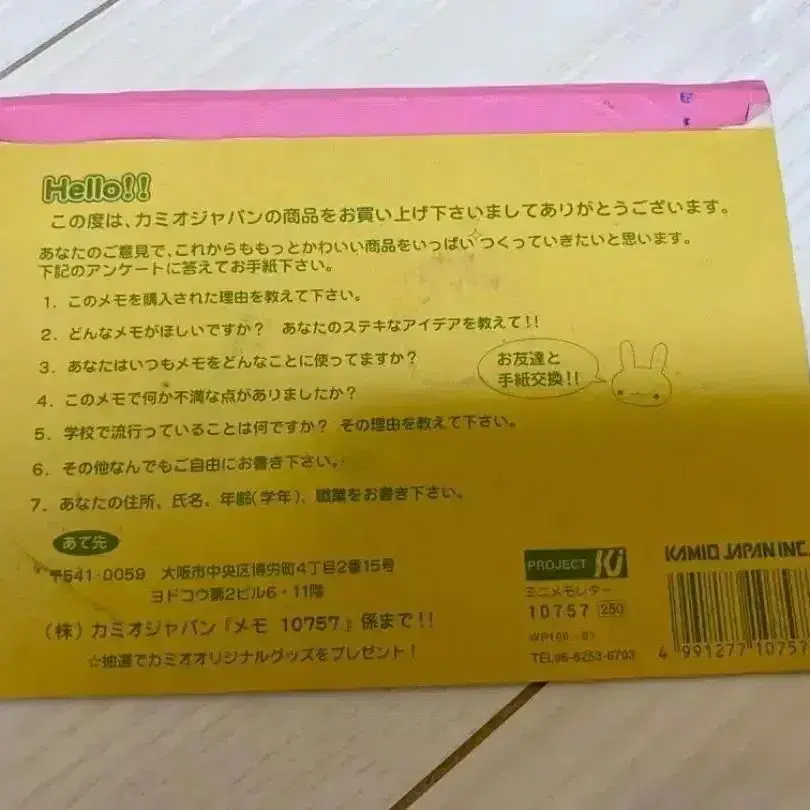 Hello!!
この度は、カミオジャパンの商品をお買い上げ下さいましてありがとうございます。
あなたのご意見で、これからももっとかわいい商品をいっぱいつくっていきたいと思います。
下記のアンケートに答えてお手紙下さい。
1. このメモを購入された理由を教えて下さい。
2. どんなメモがほしいですか? あなたのステキなアイデアを教えて!!
3. あなたはいつもメモをどんなことに使ってますか?
お友達と
手紙交換!!
4. このメモで何か不満な点がありましたか?
5. 学校で流行っていることは何ですか? その理由を教えて下さい。
6. その他なんでもご自由にお書き下さい。
7. あなたの住所、氏名、年齢(学年)、職業をお書き下さい。
あて先
〒541-0059 大阪市中央区博労町4丁目2番15号
ヨドコウ第2ビル6・11階
(株)カミオジャパン『メモ 10757』係まで!!
☆抽選でカミオオリジナルグッズをプレゼント!
PROJECT Ki
ミニメモレター
10757 250
TEL06-6253-6703
KAMIO JAPAN INC.
4 991277 10757